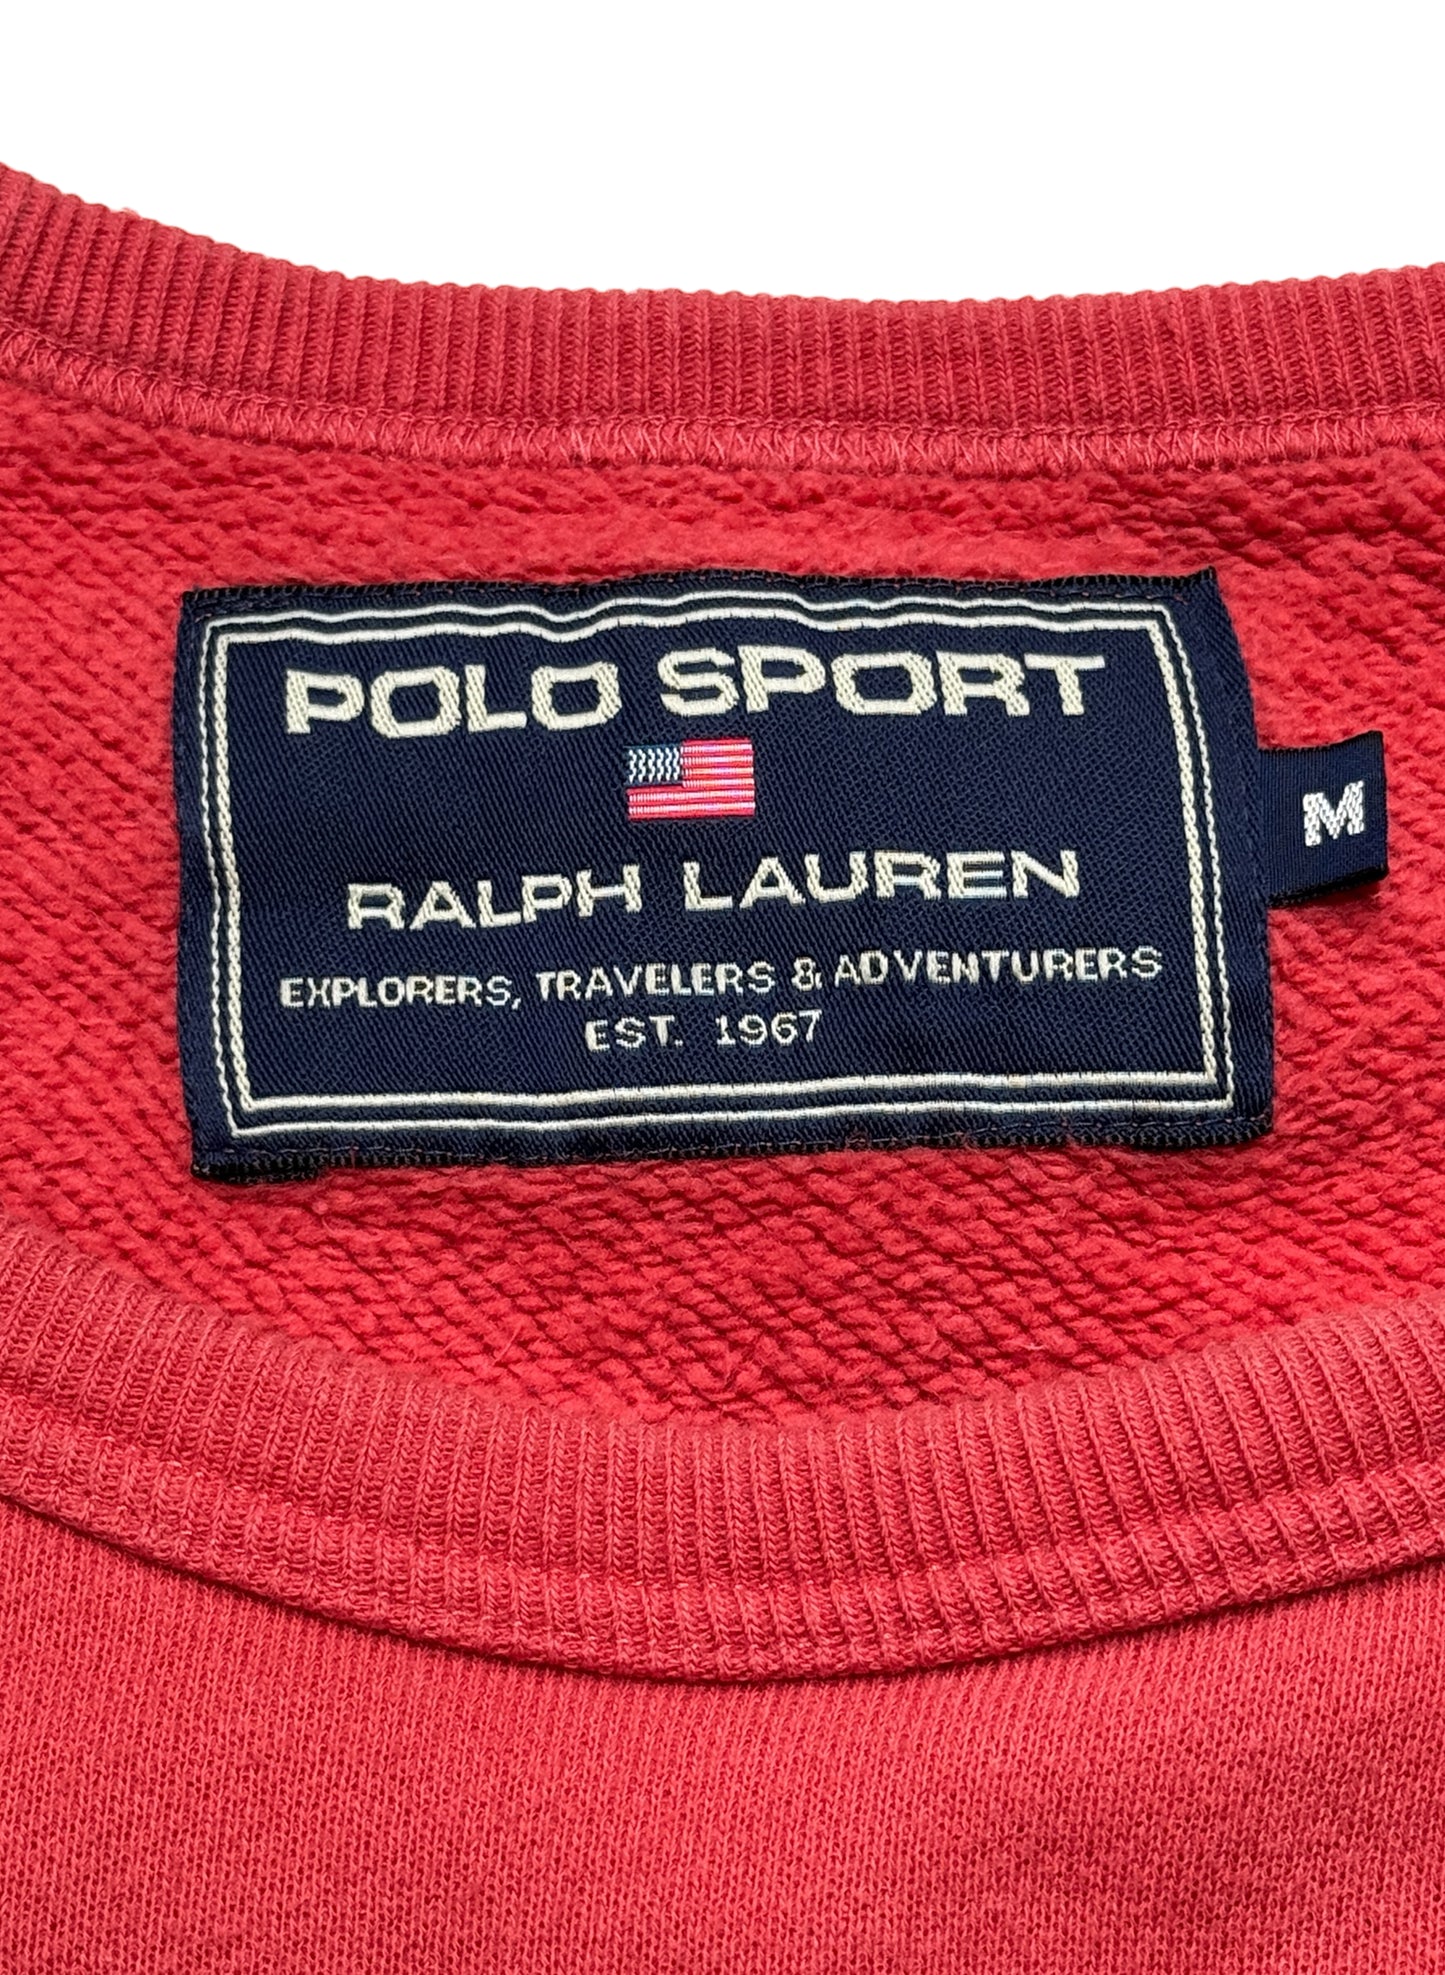 POLO SPORT
RALPH LAUREN
EXPLORERS, TRAVELERS & ADVENTURERS
EST. 1967
M